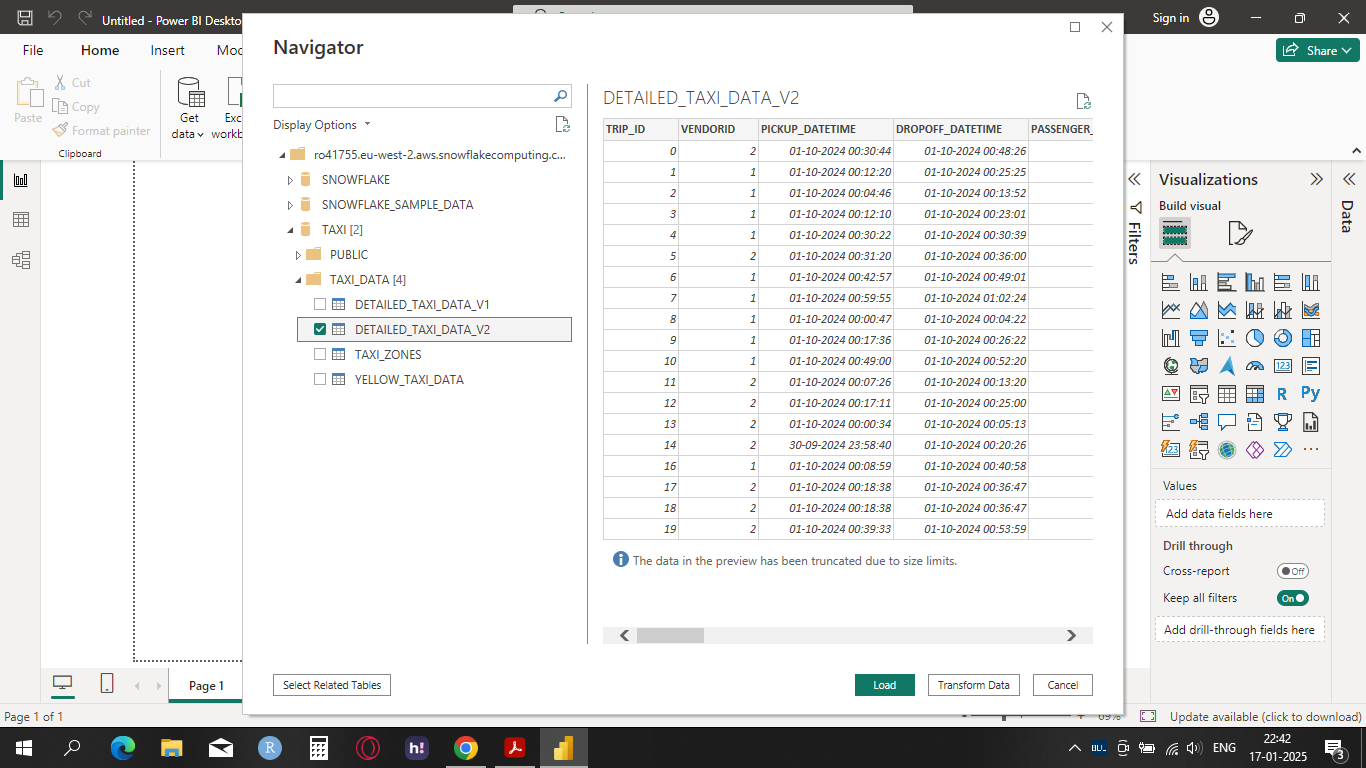 Untitled - Power BI Deskto
Sign in
File
Home
Insert
Mod
Share
Paste
Cut
Copy
Format painter
Clipboard
Get
data
Exc
workb
Navigator
Display Options
ro41755.eu-west-2.aws.snowflakecomputing.c...
SNOWFLAKE
SNOWFLAKE_SAMPLE_DATA
TAXI [2]
PUBLIC
TAXI_DATA [4]
DETAILED_TAXI_DATA_V1
DETAILED_TAXI_DATA_V2
TAXI_ZONES
YELLOW_TAXI_DATA
DETAILED_TAXI_DATA_V2
TRIP_ID VENDORID PICKUP_DATETIME DROPOFF_DATETIME PASSENGER_
0 2 01-10-2024 00:30:44 01-10-2024 00:48:26
1 1 01-10-2024 00:12:20 01-10-2024 00:25:25
2 1 01-10-2024 00:04:46 01-10-2024 00:13:52
3 1 01-10-2024 00:12:10 01-10-2024 00:23:01
4 1 01-10-2024 00:30:22 01-10-2024 00:30:39
5 2 01-10-2024 00:31:20 01-10-2024 00:36:00
6 1 01-10-2024 00:42:57 01-10-2024 00:49:01
7 1 01-10-2024 00:59:55 01-10-2024 01:02:24
8 1 01-10-2024 00:00:47 01-10-2024 00:04:22
9 1 01-10-2024 00:17:36 01-10-2024 00:26:22
10 1 01-10-2024 00:49:00 01-10-2024 00:52:20
11 2 01-10-2024 00:07:26 01-10-2024 00:13:20
12 2 01-10-2024 00:17:11 01-10-2024 00:25:00
13 2 01-10-2024 00:00:34 01-10-2024 00:05:13
14 2 30-09-2024 23:58:40 01-10-2024 00:20:26
16 1 01-10-2024 00:08:59 01-10-2024 00:40:58
17 2 01-10-2024 00:18:38 01-10-2024 00:36:47
18 2 01-10-2024 00:18:38 01-10-2024 00:36:47
19 2 01-10-2024 00:39:33 01-10-2024 00:53:59
The data in the preview has been truncated due to size limits.
Select Related Tables
Load
Transform Data
Cancel
Filters
Visualizations
Build visual
123
R
Py
123
Values
Add data fields here
Drill through
Cross-report
Off
Keep all filters
On
Add drill-through fields here
Data
Page 1
Page 1 of 1
69%
Update available (click to download)
R
h!
ENG
22:42
17-01-2025
3